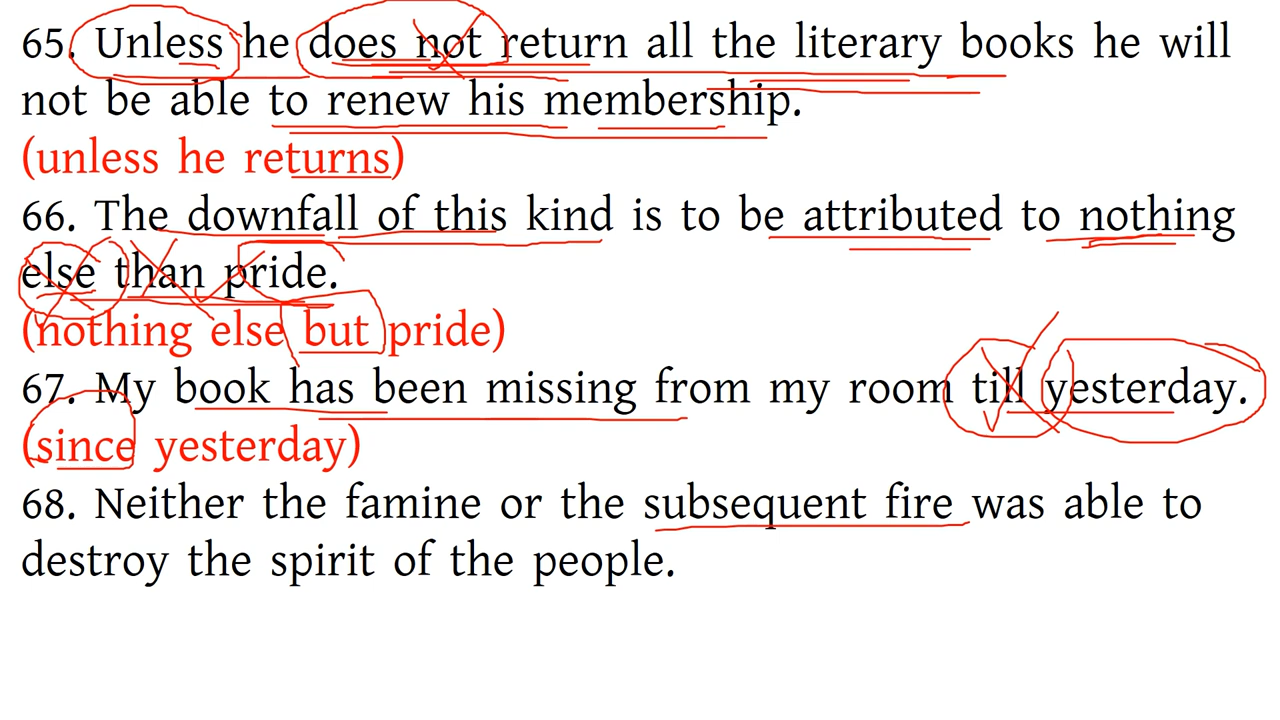 65. Unless he does not return all the literary books he will
not be able to renew his membership.
(unless he returns)
66. The downfall of this kind is to be attributed to nothing
else than pride.
(nothing else but pride)
67. My book has been missing from my room till yesterday.
(since yesterday)
68. Neither the famine or the subsequent fire was able to
destroy the spirit of the people.